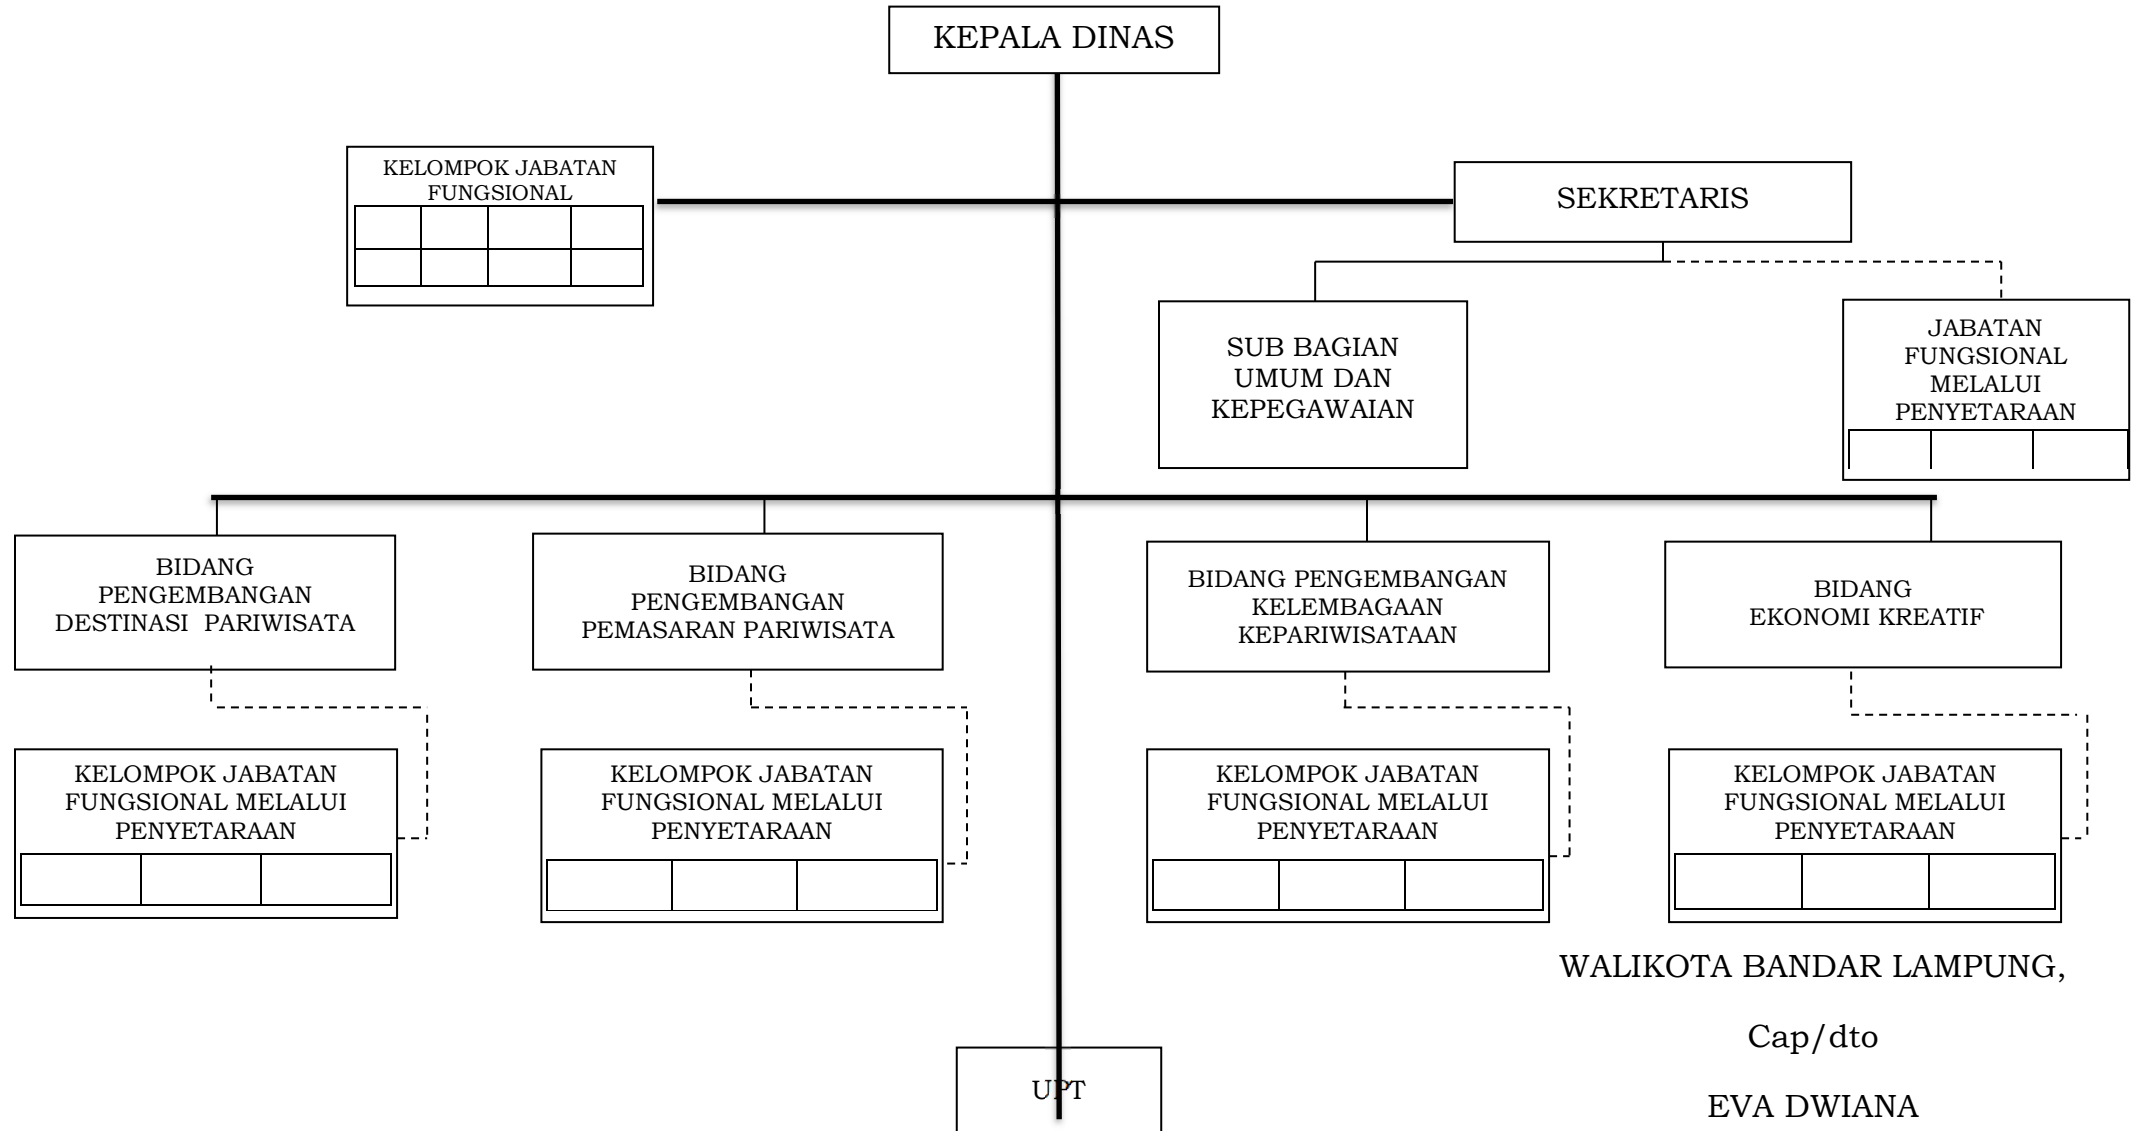 KEPALA DINAS
KELOMPOK JABATAN
FUNGSIONAL
SEKRETARIS
SUB BAGIAN
UMUM DAN
KEPEGAWAIAN
JABATAN
FUNGSIONAL
MELALUI
PENYETARAAN
BIDANG
PENGEMBANGAN
DESTINASI PARIWISATA
BIDANG
PENGEMBANGAN
PEMASARAN PARIWISATA
BIDANG PENGEMBANGAN
KELEMBAGAAN
KEPARIWISATAAN
BIDANG
EKONOMI KREATIF
KELOMPOK JABATAN
FUNGSIONAL MELALUI
PENYETARAAN
KELOMPOK JABATAN
FUNGSIONAL MELALUI
PENYETARAAN
KELOMPOK JABATAN
FUNGSIONAL MELALUI
PENYETARAAN
KELOMPOK JABATAN
FUNGSIONAL MELALUI
PENYETARAAN
WALIKOTA BANDAR LAMPUNG,
Cap/dto
EVA DWIANA
UPT